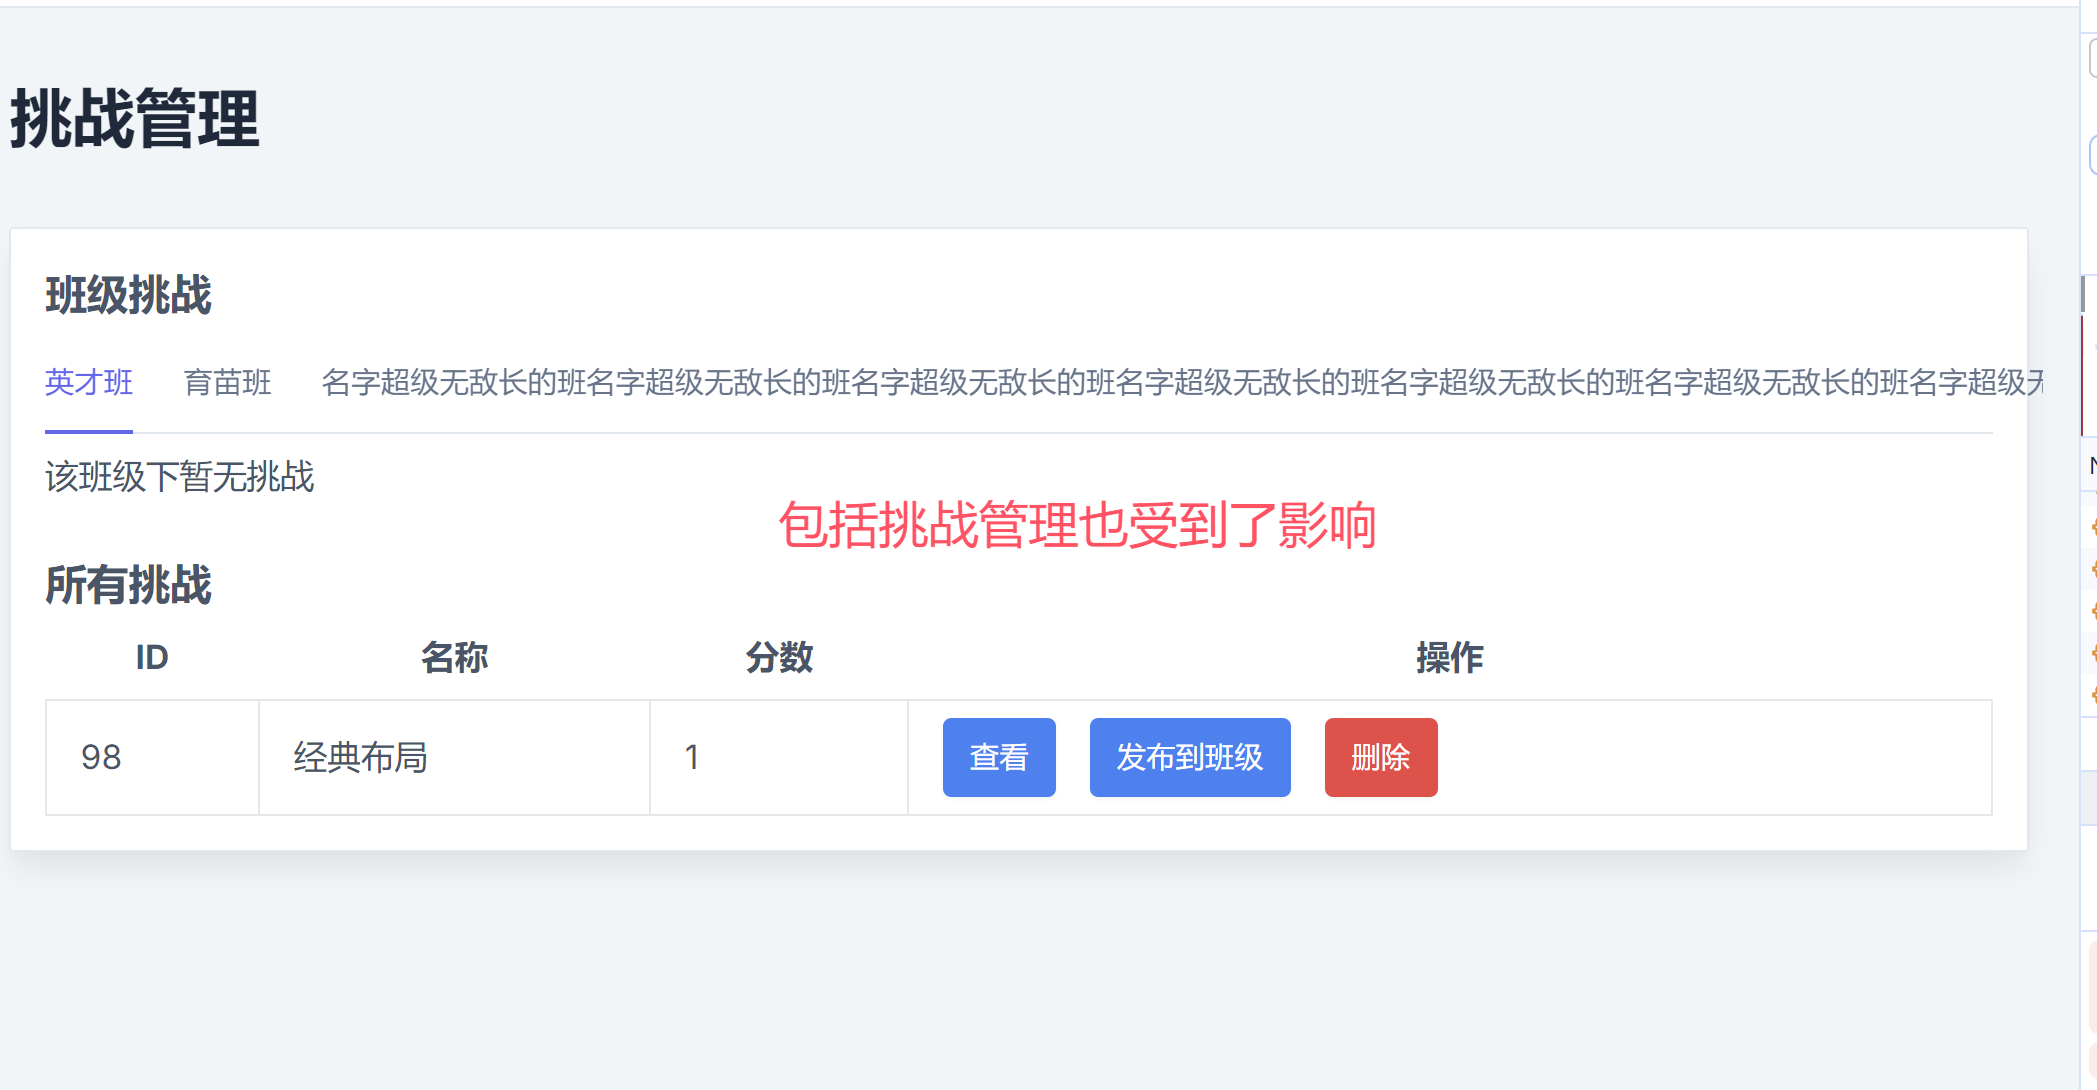 挑战管理
班级挑战
英才班 育苗班 名字超级无敌长的班名字超级无敌长的班名字超级无敌长的班名字超级无敌长的班名字超级无敌长的班名字超级无敌长的班名字超级无
该班级下暂无挑战
包括挑战管理也受到了影响
所有挑战
ID 名称 分数 操作
98 经典布局 1 查看 发布到班级 删除